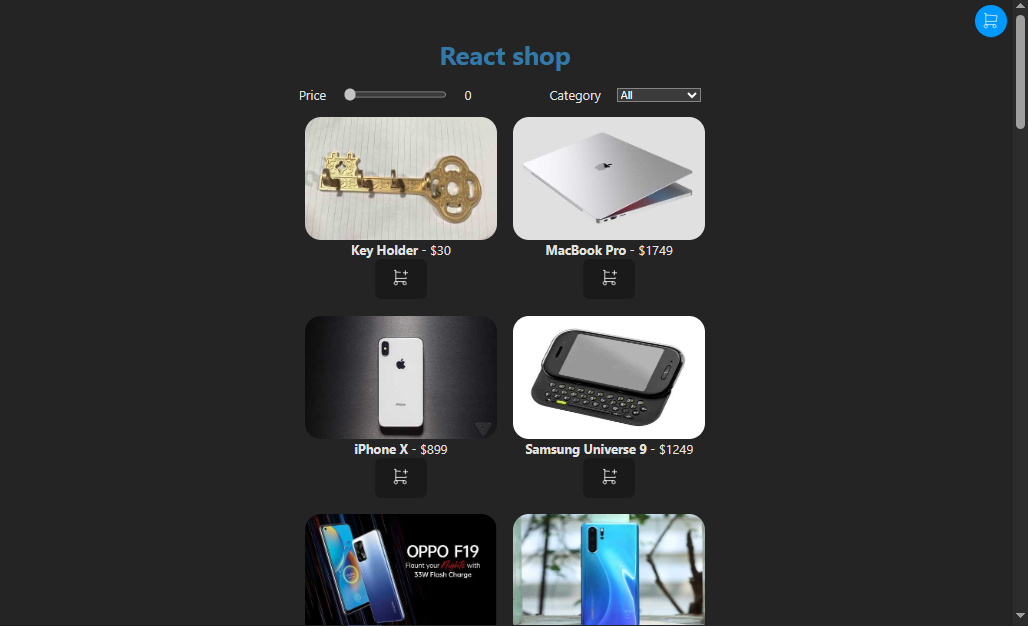 React shop
Price 0 Category All
Key Holder - $30
MacBook Pro - $1749
iPhone X - $899
Samsung Universe 9 - $1249
OPPO F19
Flaunt your Flights with
33W Flash Charge